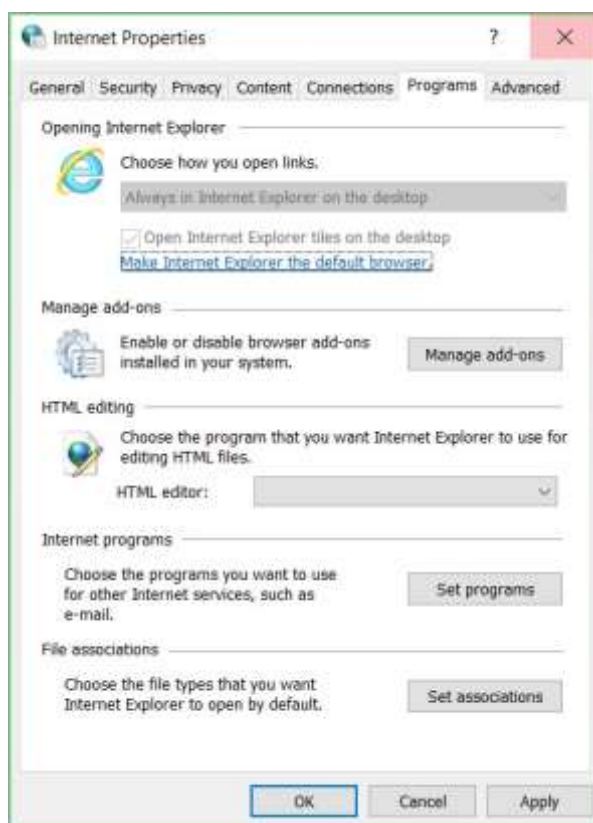 Internet Properties
?
General Security Privacy Content Connections Programs Advanced
Opening Internet Explorer
Choose how you open links.
Always in Internet Explorer on the desktop
Open Internet Explorer tiles on the desktop
Make Internet Explorer the default browser.
Manage add-ons
Enable or disable browser add-ons
installed in your system.
Manage add-ons
HTML editing
Choose the program that you want Internet Explorer to use for
editing HTML files.
HTML editor:
Internet programs
Choose the programs you want to use
for other Internet services, such as
e-mail.
Set programs
File associations
Choose the file types that you want
Internet Explorer to open by default.
Set associations
OK Cancel Apply